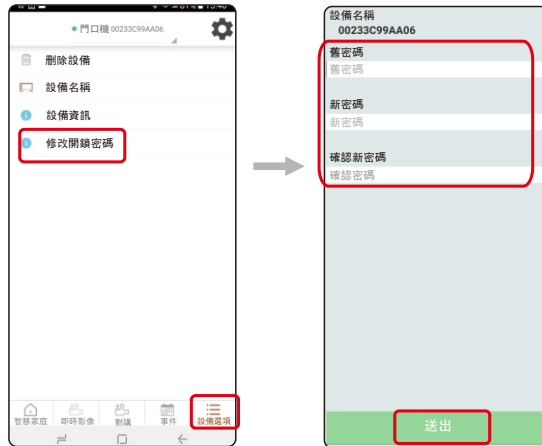 門口機 00233C99AA06
刪除設備
設備名稱
設備資訊
修改開鎖密碼
智慧家庭 即時影像 對講 事件 設備選項
設備名稱
00233C99AA06
舊密碼
舊密碼
新密碼
新密碼
確認新密碼
確認密碼
送出